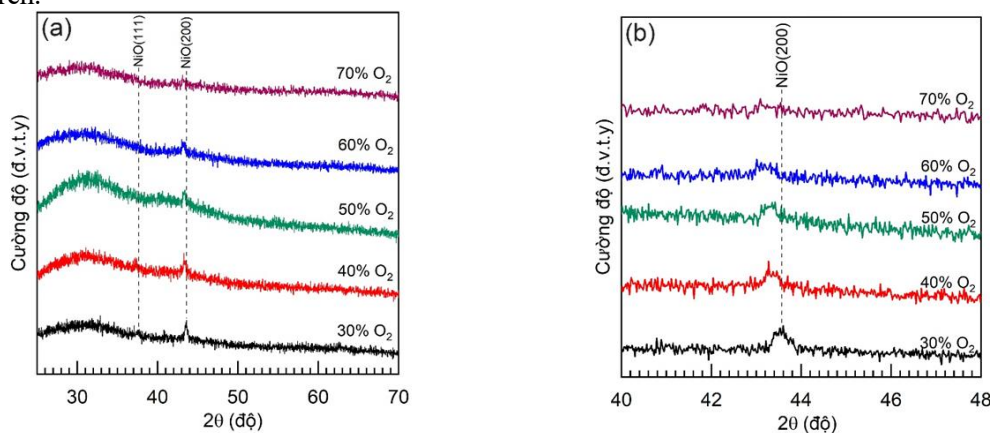 (a)
NiO(111)
NiO(200)
70% O₂
60% O₂
50% O₂
40% O₂
30% O₂
Cường độ (đ.v.t.y)
30 40 50 60 70
2θ (độ)
(b)
NiO(200)
70% O₂
60% O₂
50% O₂
40% O₂
30% O₂
Cường độ (đ.v.t.y)
40 42 44 46 48
2θ (độ)